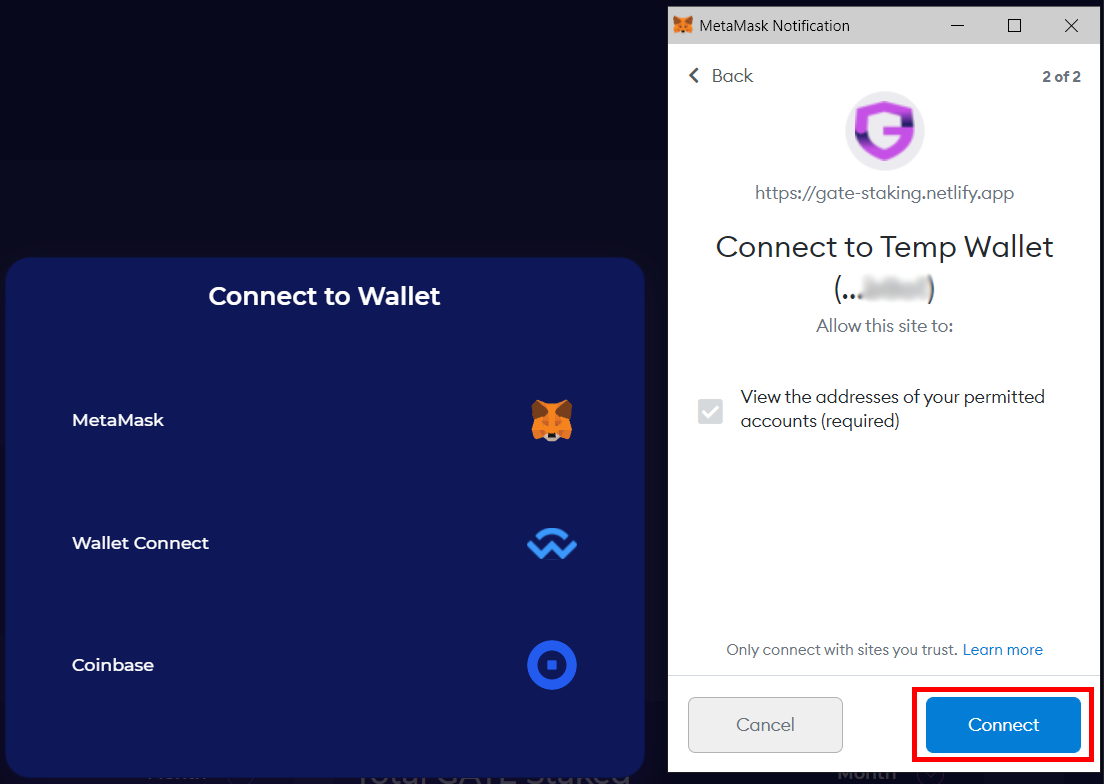 Connect to Wallet
MetaMask
Wallet Connect
Coinbase
Total GATE Staked
MetaMask Notification
Back
2 of 2
G
https://gate-staking.netlify.app
Connect to Temp Wallet
(...
)
Allow this site to:
View the addresses of your permitted
accounts (required)
Only connect with sites you trust. Learn more
Cancel
Connect
Month